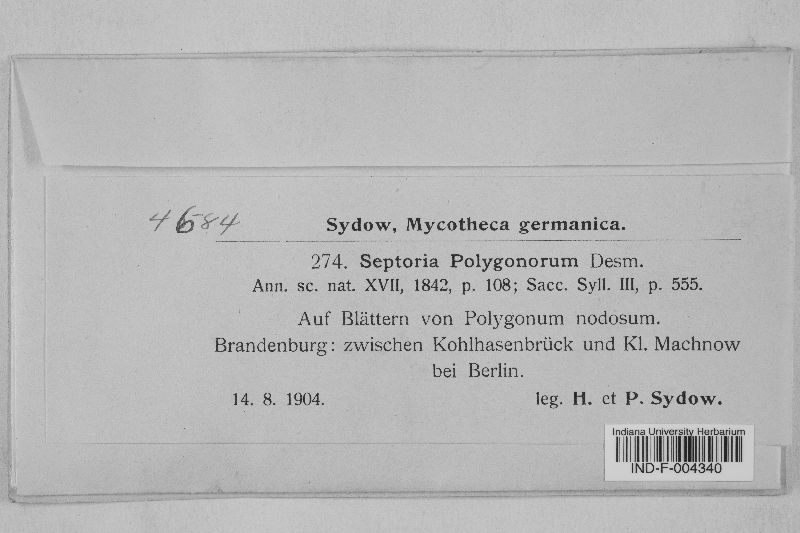 4684
Sydow, Mycotheca germanica.
274. Septoria Polygonorum Desm.
Ann. sc. nat. XVII, 1842, p. 108; Sacc. Syll. III, p. 555.
Auf Blättern von Polygonum nodosum.
Brandenburg: zwischen Kohlhasenbrück und Kl. Machnow
bei Berlin.
14. 8. 1904. leg. H. et P. Sydow.
Indiana University Herbarium
IND-F-004340